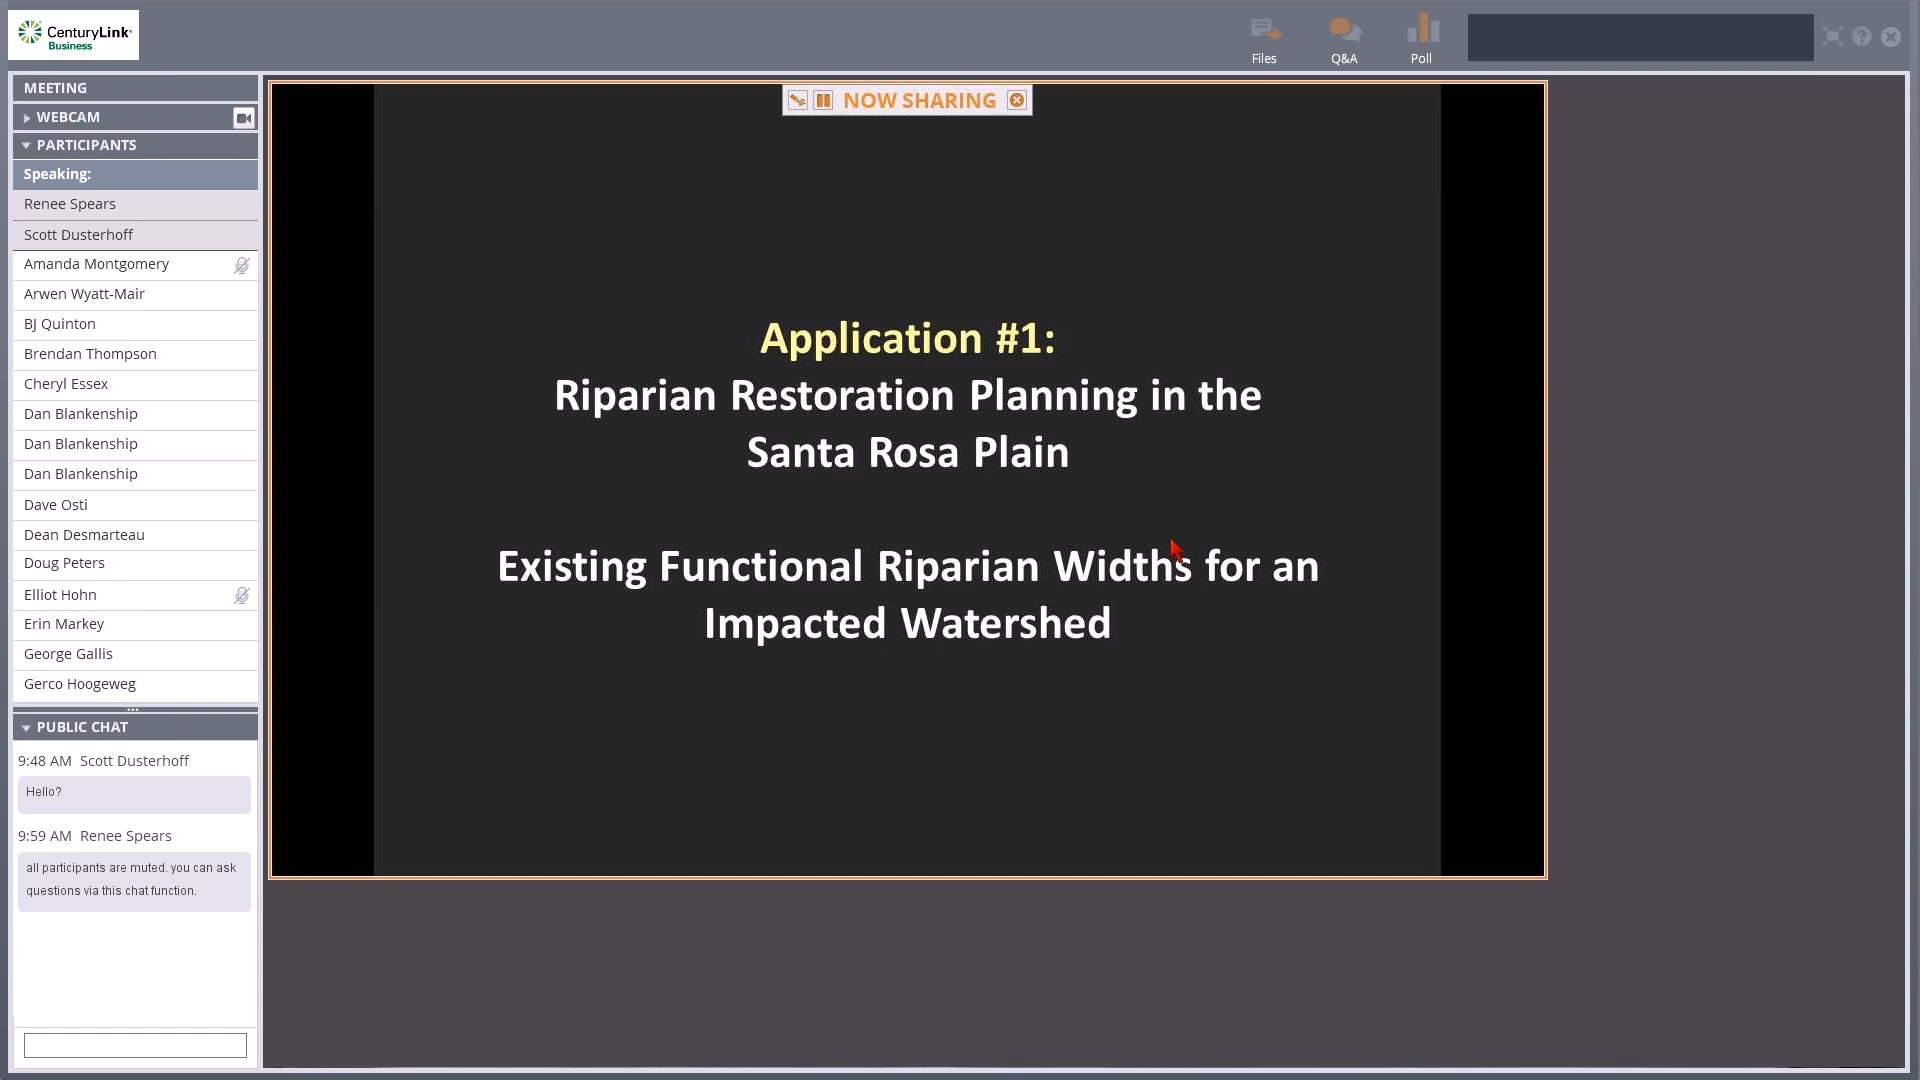 CenturyLink
Business
Files
Q&A
Poll
MEETING
WEBCAM
PARTICIPANTS
Speaking:
Renee Spears
Scott Dusterhoff
Amanda Montgomery
Arwen Wyatt-Mair
BJ Quinton
Brendan Thompson
Cheryl Essex
Dan Blankenship
Dan Blankenship
Dan Blankenship
Dave Osti
Dean Desmarteau
Doug Peters
Elliot Hohn
Erin Markey
George Gallis
Gerco Hoogeweg
PUBLIC CHAT
9:48 AM Scott Dusterhoff
Hello?
9:59 AM Renee Spears
all participants are muted. you can ask
questions via this chat function.
NOW SHARING
Application #1:
Riparian Restoration Planning in the
Santa Rosa Plain
Existing Functional Riparian Widths for an
Impacted Watershed